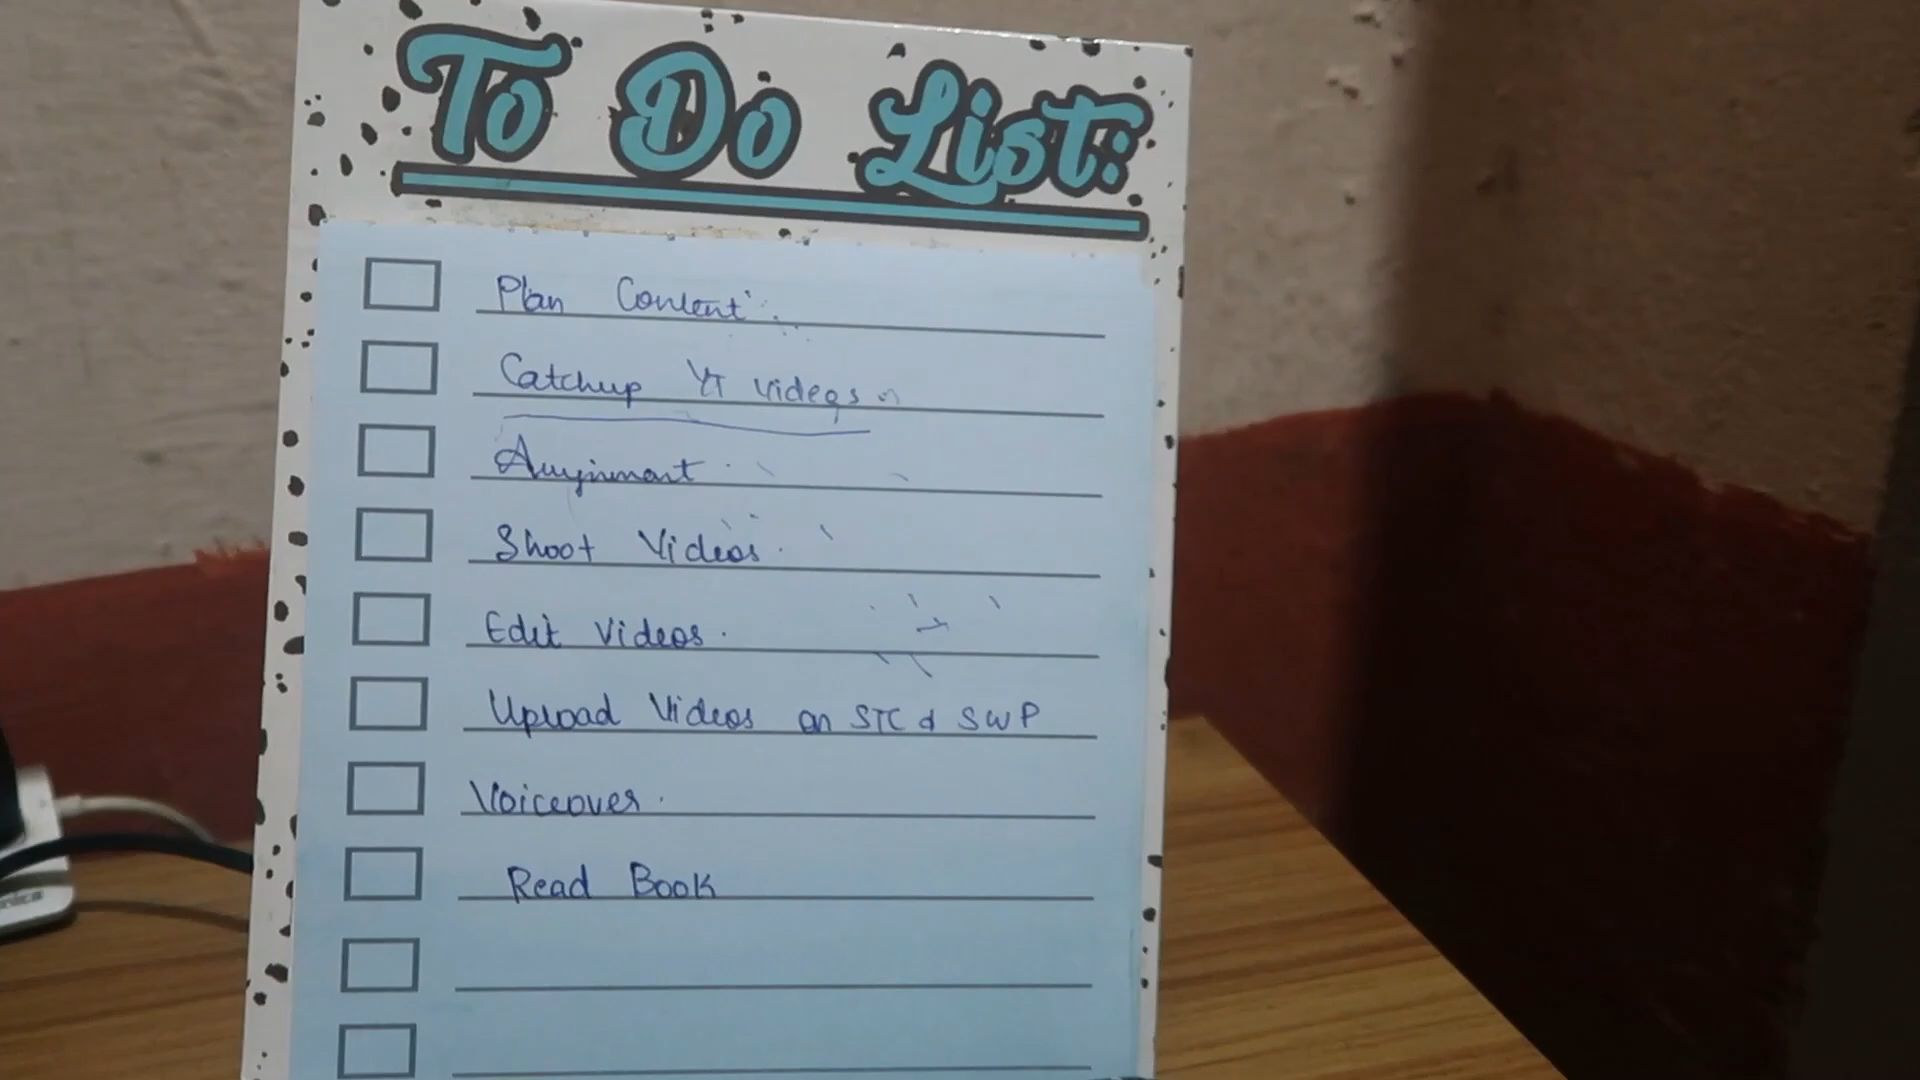 To Do List:
Plan Content.
Catchup YT Videos
Assignment.
Shoot Videos.
Edit Videos.
Upload Videos on STC & SWP
Voiceover.
Read Book